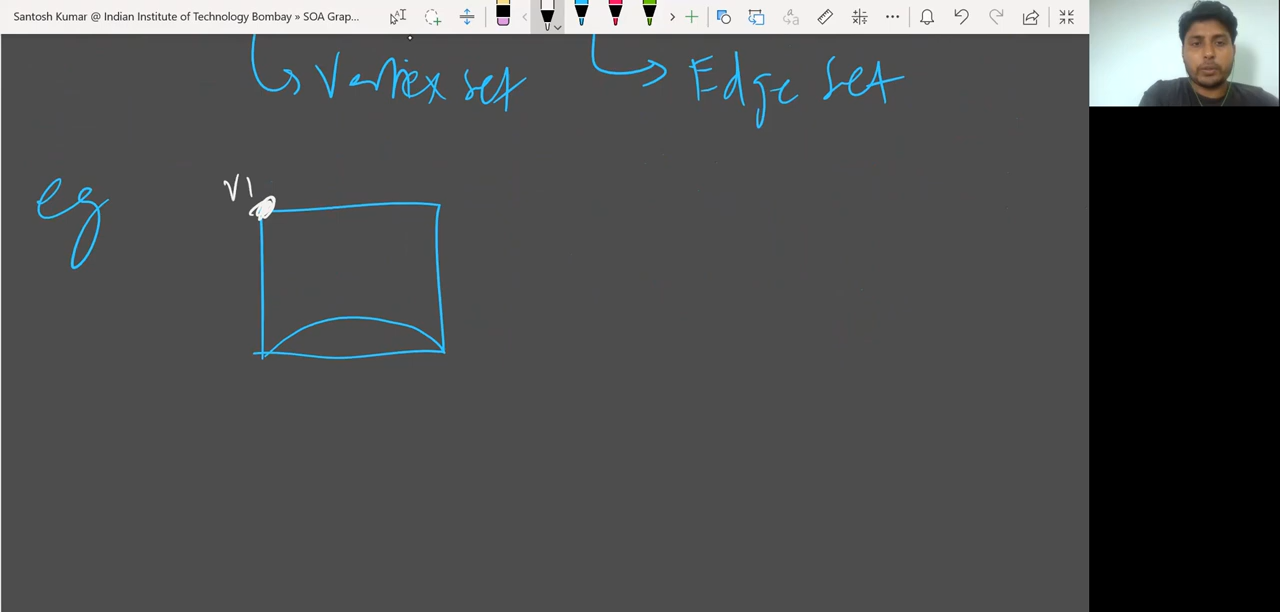 Santosh Kumar @ Indian Institute of Technology Bombay » SOA Grap...
Vertex set
Edge set
eg
V1